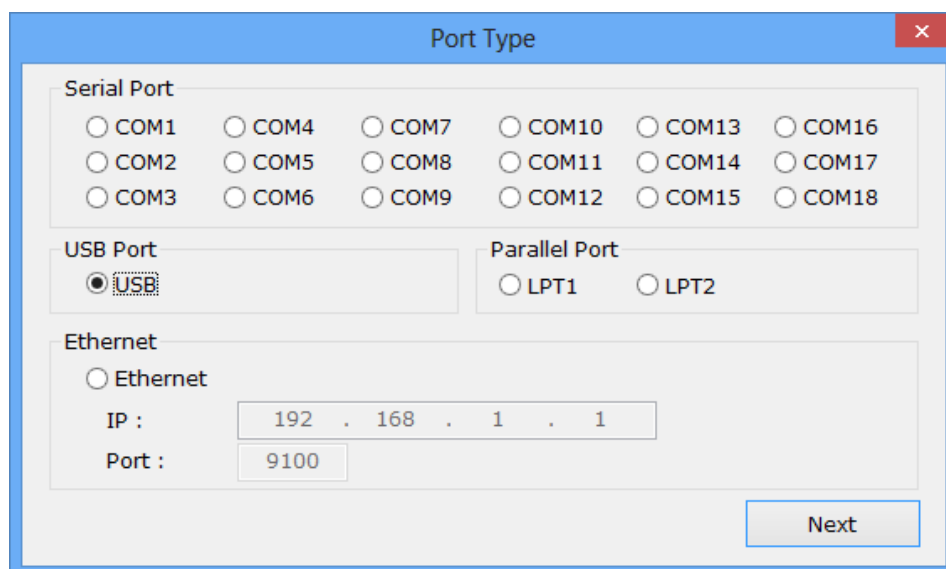 Port Type
Serial Port
COM1 COM4 COM7 COM10 COM13 COM16
COM2 COM5 COM8 COM11 COM14 COM17
COM3 COM6 COM9 COM12 COM15 COM18
USB Port
USB
Parallel Port
LPT1 LPT2
Ethernet
Ethernet
IP : 192 . 168 . 1 . 1
Port : 9100
Next